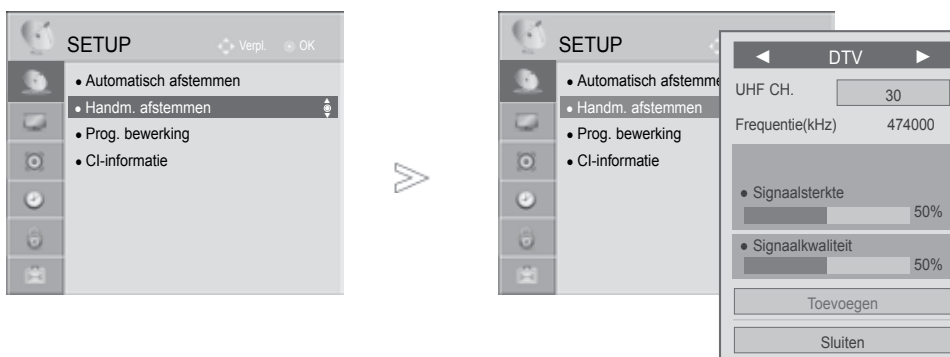 SETUP
Verpl. OK
• Automatisch afstemmen
• Handm. afstemmen
• Prog. bewerking
• CI-informatie
SETUP
• Automatisch afstemme
• Handm. afstemmen
• Prog. bewerking
• CI-informatie
◄ DTV ►
UHF CH. 30
Frequentie(kHz) 474000
• Signaalsterkte
50%
• Signaalkwaliteit
50%
Toevoegen
Sluiten